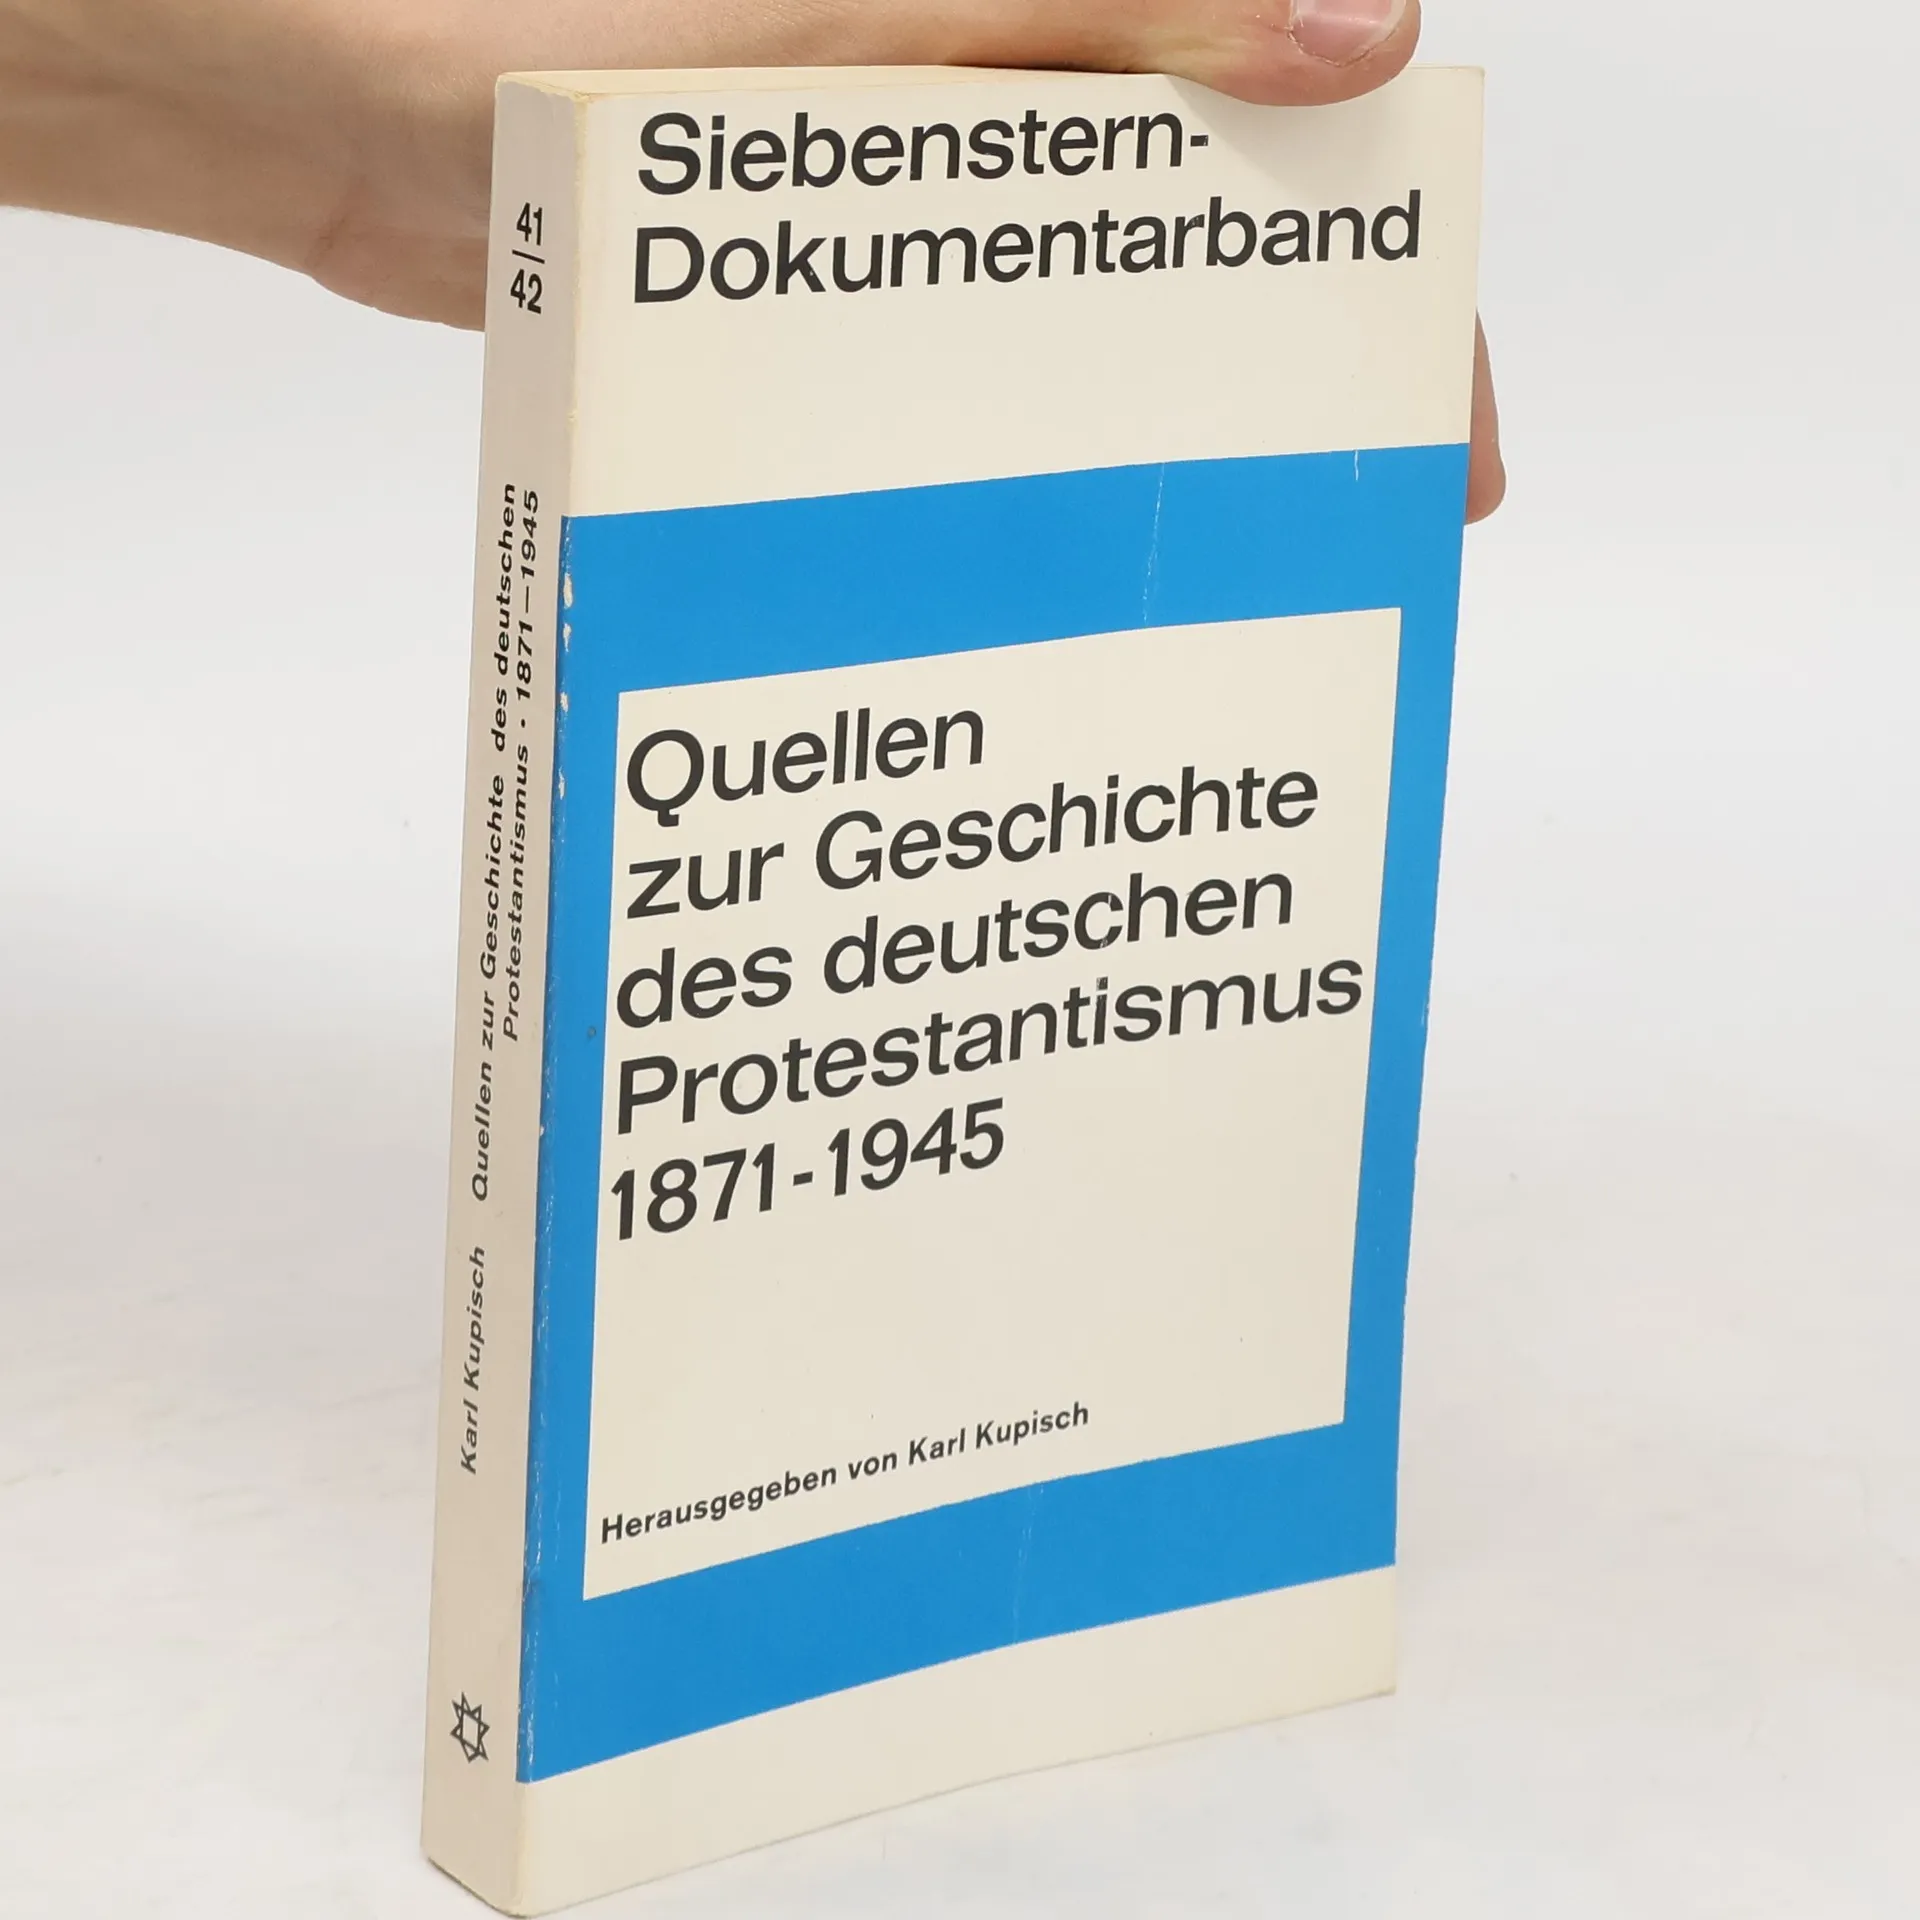 Siebenstern-
Dokumentarband
Quellen
zur Geschichte
des deutschen
Protestantismus
1871-1945
Herausgegeben von Karl Kupisch
41
42
Karl Kupisch Quellen zur Geschichte des deutschen
Protestantismus · 1871—1945